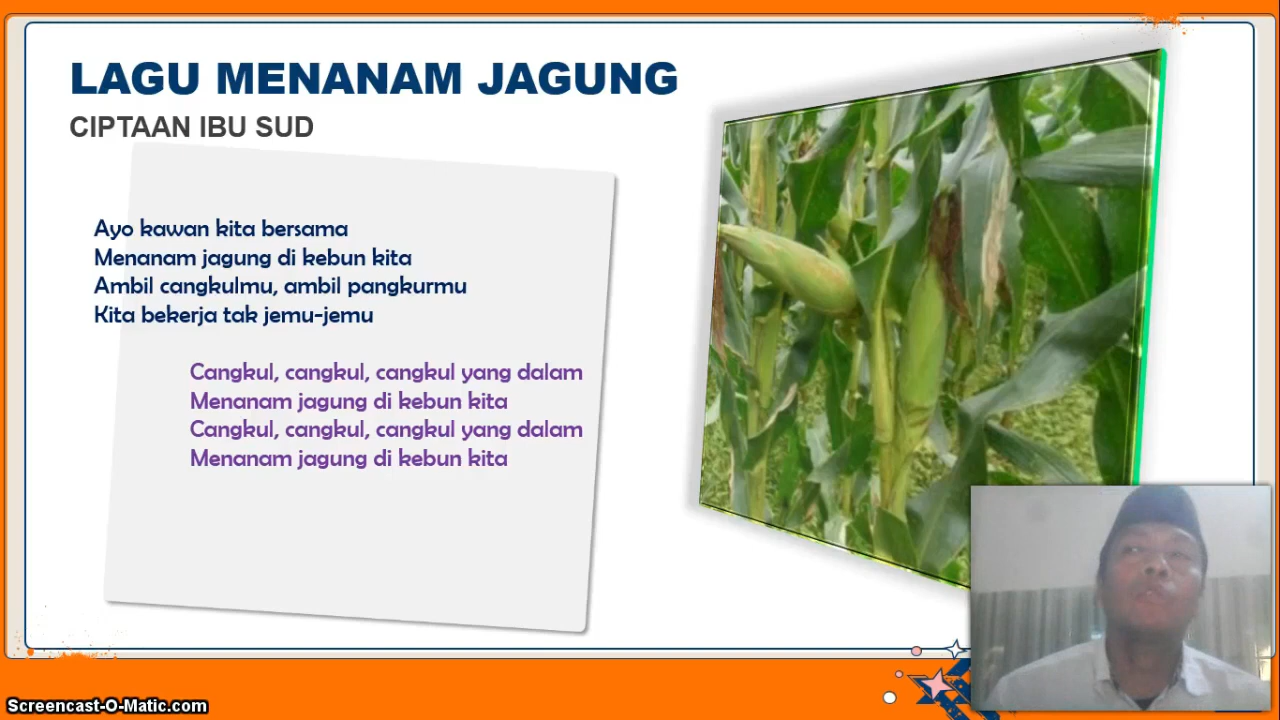 LAGU MENANAM JAGUNG
CIPTAAN IBU SUD
Ayo kawan kita bersama
Menanam jagung di kebun kita
Ambil cangkulmu, ambil pangkurmu
Kita bekerja tak jemu-jemu
Cangkul, cangkul, cangkul yang dalam
Menanam jagung di kebun kita
Cangkul, cangkul, cangkul yang dalam
Menanam jagung di kebun kita
Screencast-O-Matic.com